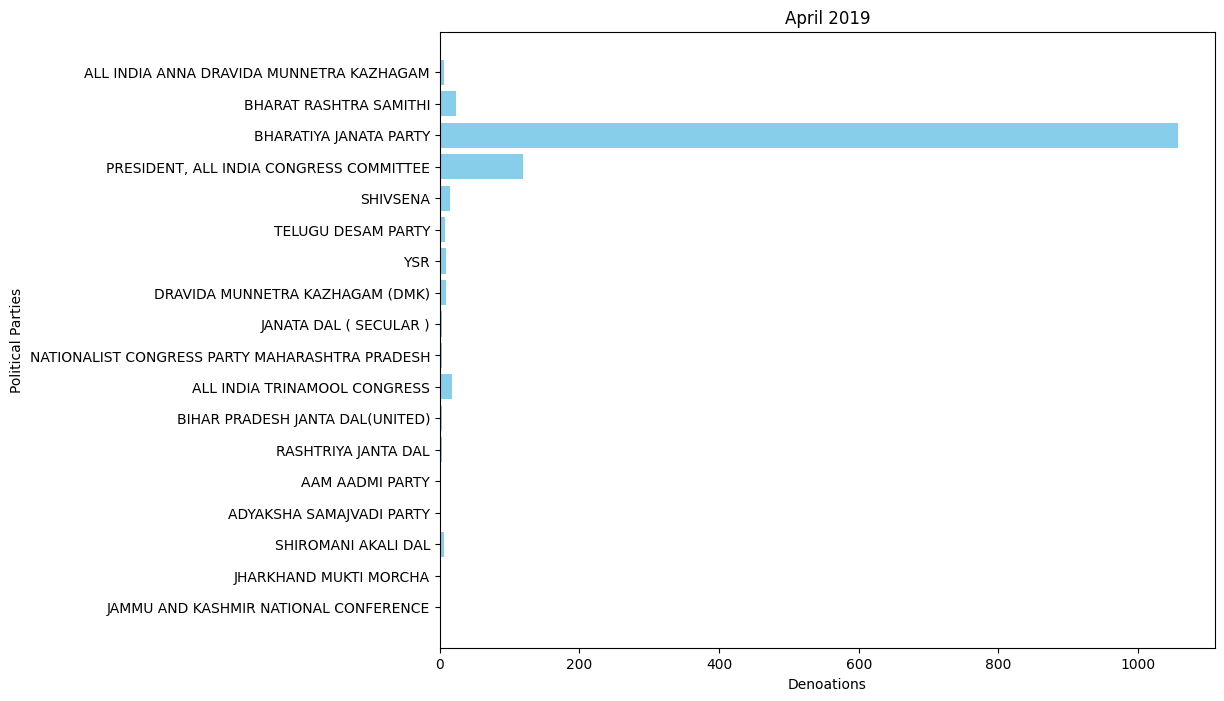 April 2019
ALL INDIA ANNA DRAVIDA MUNNETRA KAZHAGAM
BHARAT RASHTRA SAMITHI
BHARATIYA JANATA PARTY
PRESIDENT, ALL INDIA CONGRESS COMMITTEE
SHIVSENA
TELUGU DESAM PARTY
YSR
DRAVIDA MUNNETRA KAZHAGAM (DMK)
JANATA DAL ( SECULAR )
NATIONALIST CONGRESS PARTY MAHARASHTRA PRADESH
ALL INDIA TRINAMOOL CONGRESS
BIHAR PRADESH JANTA DAL(UNITED)
RASHTRIYA JANTA DAL
AAM AADMI PARTY
ADYAKSHA SAMAJVADI PARTY
SHIROMANI AKALI DAL
JHARKHAND MUKTI MORCHA
JAMMU AND KASHMIR NATIONAL CONFERENCE
Political Parties
0 200 400 600 800 1000
Denoations